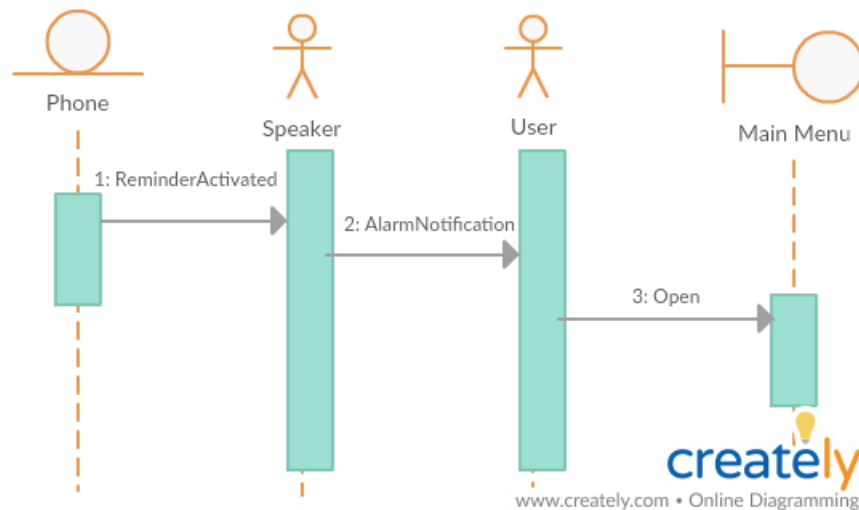 Phone
Speaker
User
Main Menu
1: ReminderActivated
2: AlarmNotification
3: Open
creately
www.creately.com • Online Diagramming